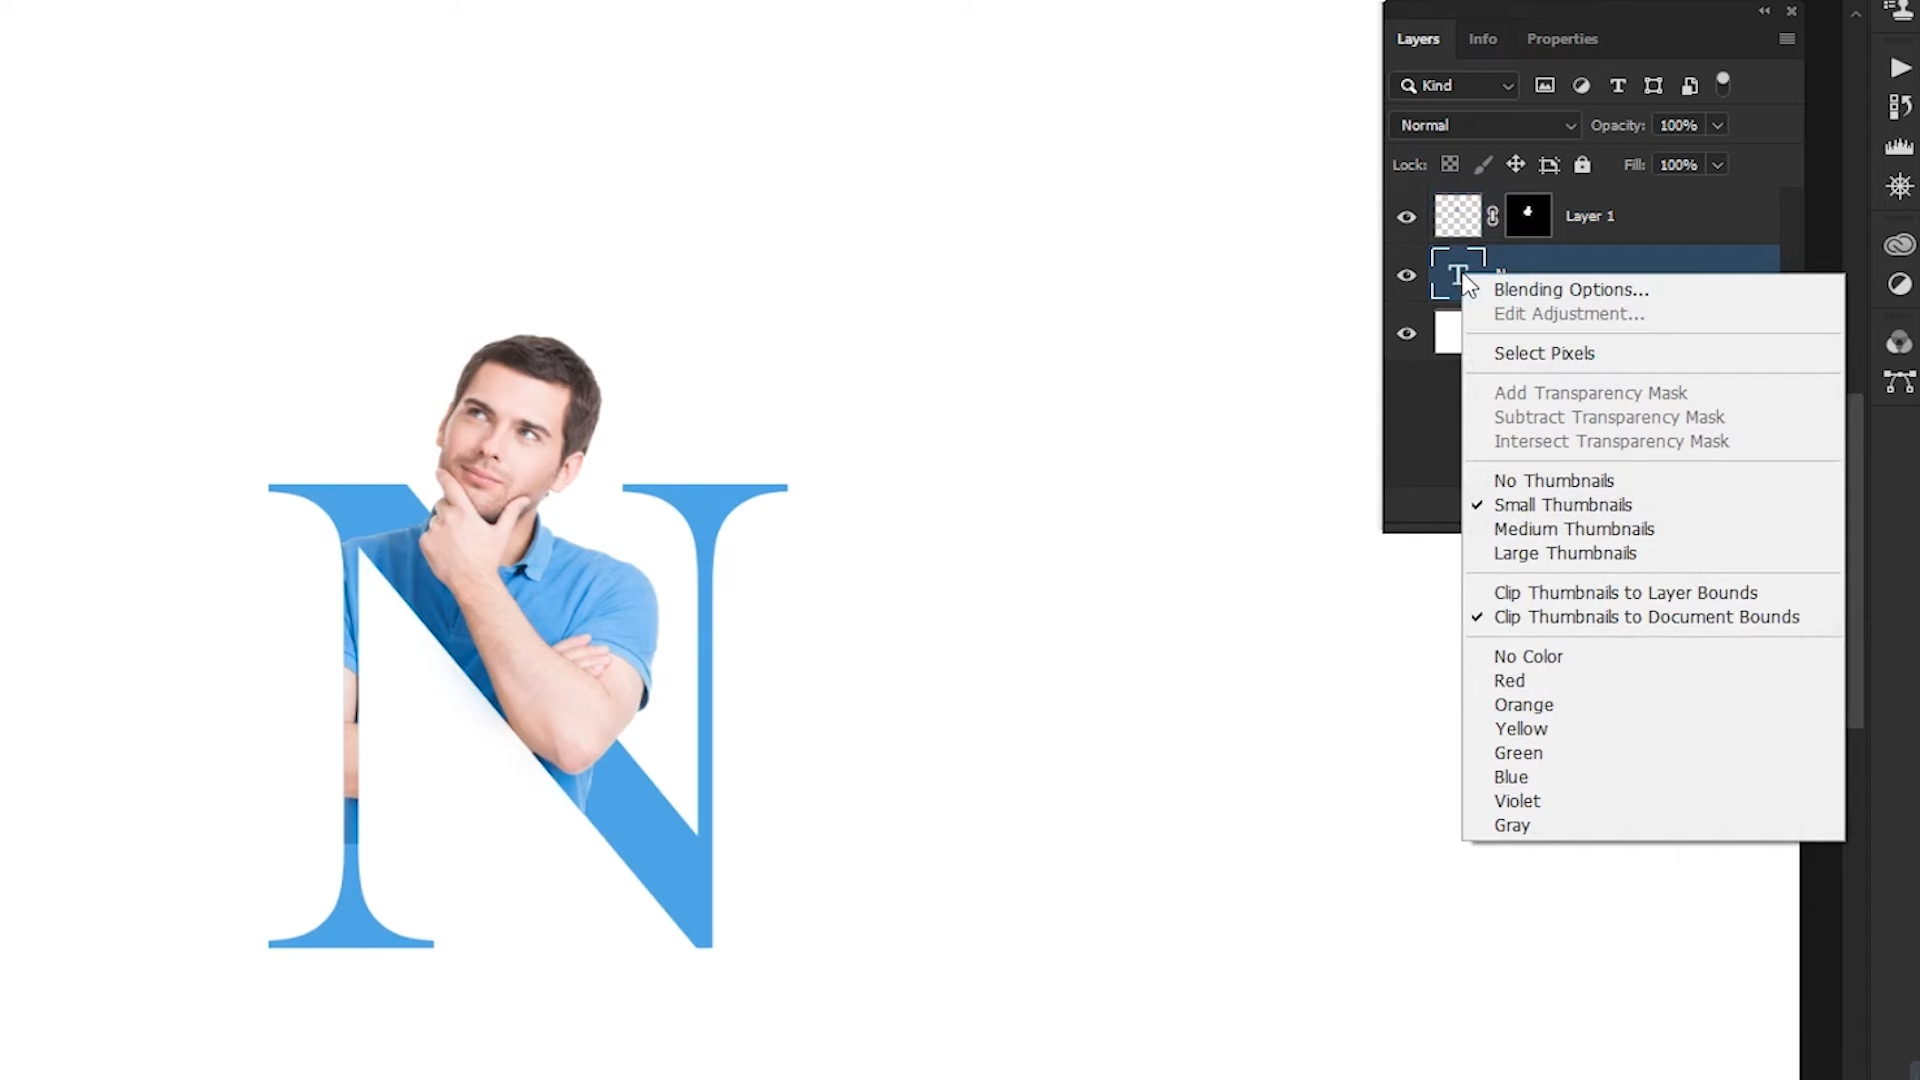 Layers Info Properties
Kind
Normal Opacity: 100%
Lock: Fill: 100%
Layer 1
T
Blending Options...
Edit Adjustment...
Select Pixels
Add Transparency Mask
Subtract Transparency Mask
Intersect Transparency Mask
No Thumbnails
Small Thumbnails
Medium Thumbnails
Large Thumbnails
Clip Thumbnails to Layer Bounds
Clip Thumbnails to Document Bounds
No Color
Red
Orange
Yellow
Green
Blue
Violet
Gray
N